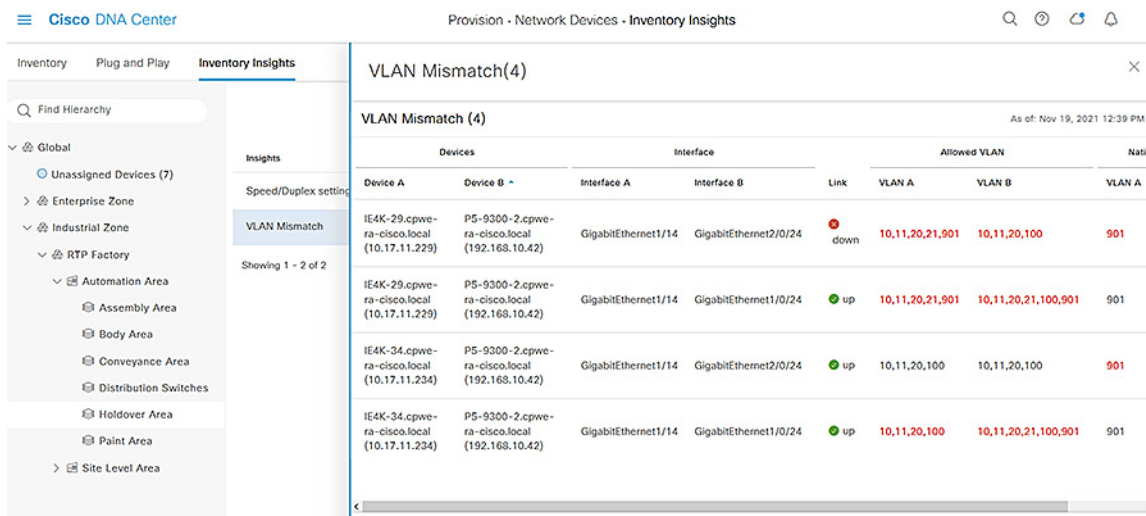 Cisco DNA Center
Provision · Network Devices · Inventory Insights
Inventory
Plug and Play
Inventory Insights
Find Hierarchy
Global
Unassigned Devices (7)
Enterprise Zone
Industrial Zone
RTP Factory
Automation Area
Assembly Area
Body Area
Conveyance Area
Distribution Switches
Holdover Area
Paint Area
Site Level Area
Insights
Speed/Duplex setting
VLAN Mismatch
Showing 1 - 2 of 2
VLAN Mismatch(4)
VLAN Mismatch (4)
As of: Nov 19, 2021 12:39 PM
Devices Interface Allowed VLAN Nati
Device A Device B Interface A Interface B Link VLAN A VLAN B VLAN A
IE4K-29.cpwe- P5-9300-2.cpwe-
ra-cisco.local ra-cisco.local GigabitEthernet1/14 GigabitEthernet2/0/24 down 10,11,20,21,901 10,11,20,100 901
(10.17.11.229) (192.168.10.42)
IE4K-29.cpwe- P5-9300-2.cpwe-
ra-cisco.local ra-cisco.local GigabitEthernet1/14 GigabitEthernet1/0/24 up 10,11,20,21,901 10,11,20,21,100,901 901
(10.17.11.229) (192.168.10.42)
IE4K-34.cpwe- P5-9300-2.cpwe-
ra-cisco.local ra-cisco.local GigabitEthernet1/14 GigabitEthernet2/0/24 up 10,11,20,100 10,11,20,100 901
(10.17.11.234) (192.168.10.42)
IE4K-34.cpwe- P5-9300-2.cpwe-
ra-cisco.local ra-cisco.local GigabitEthernet1/14 GigabitEthernet1/0/24 up 10,11,20,100 10,11,20,21,100,901 901
(10.17.11.234) (192.168.10.42)